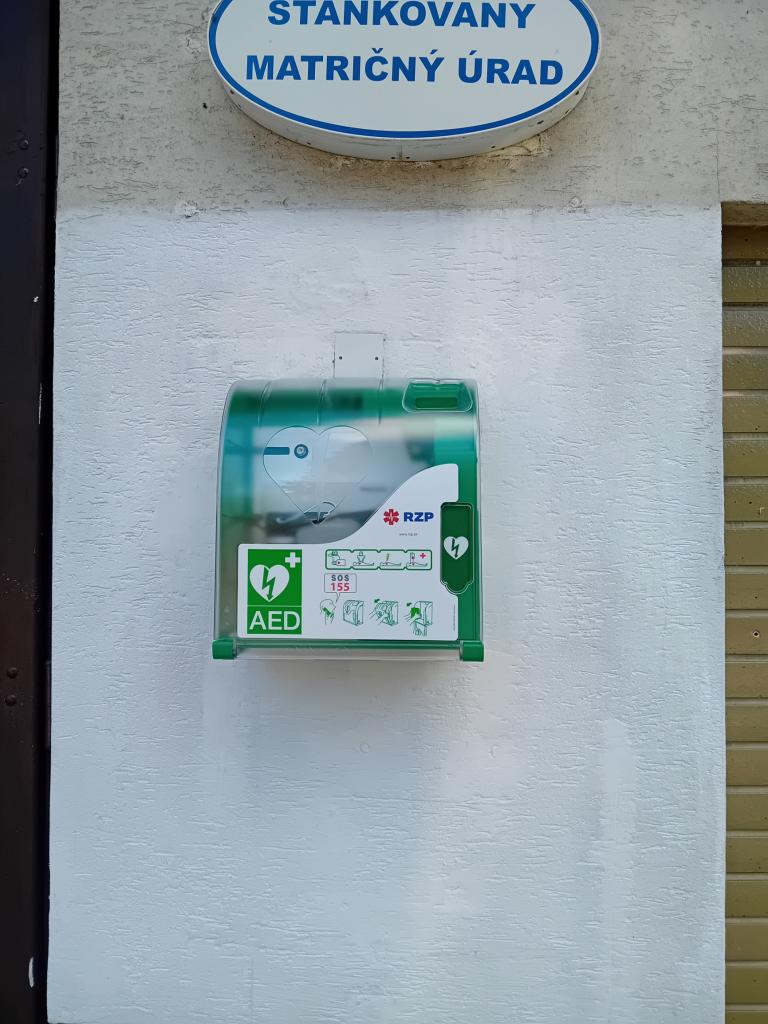 STANKOVANY
MATRIČNÝ ÚRAD
RZP
SOS
155
AED